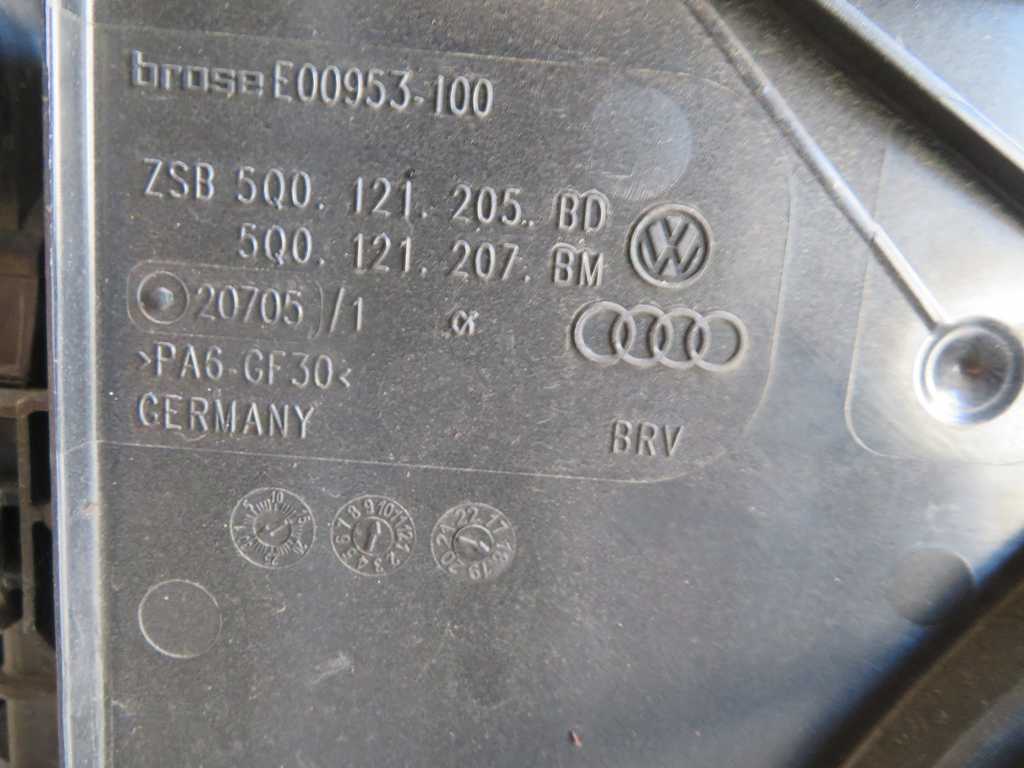 brose E00953-100
ZSB 5Q0. 121. 205. BD
5Q0. 121. 207. BM
20705 /1
>PA6-GF30<
GERMANY
BRV